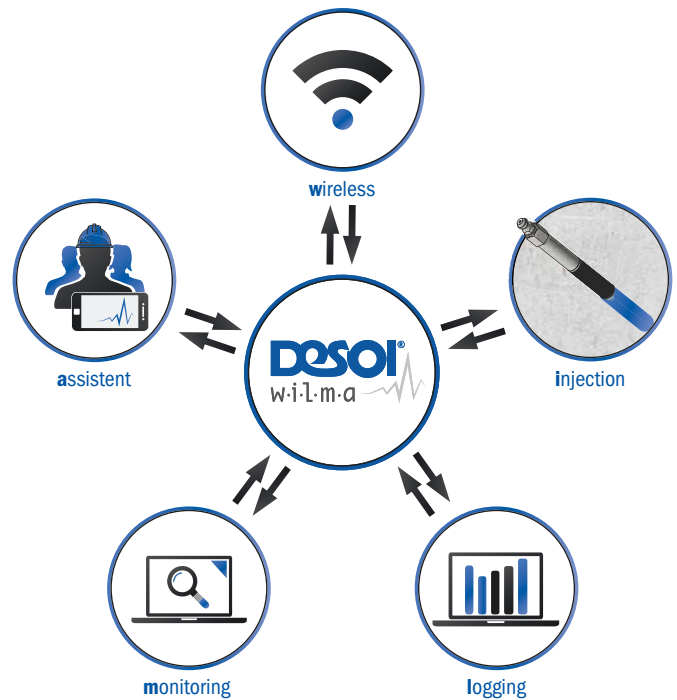 wireless
assistent
injection
DESOI®
w·i·l·m·a
monitoring
logging